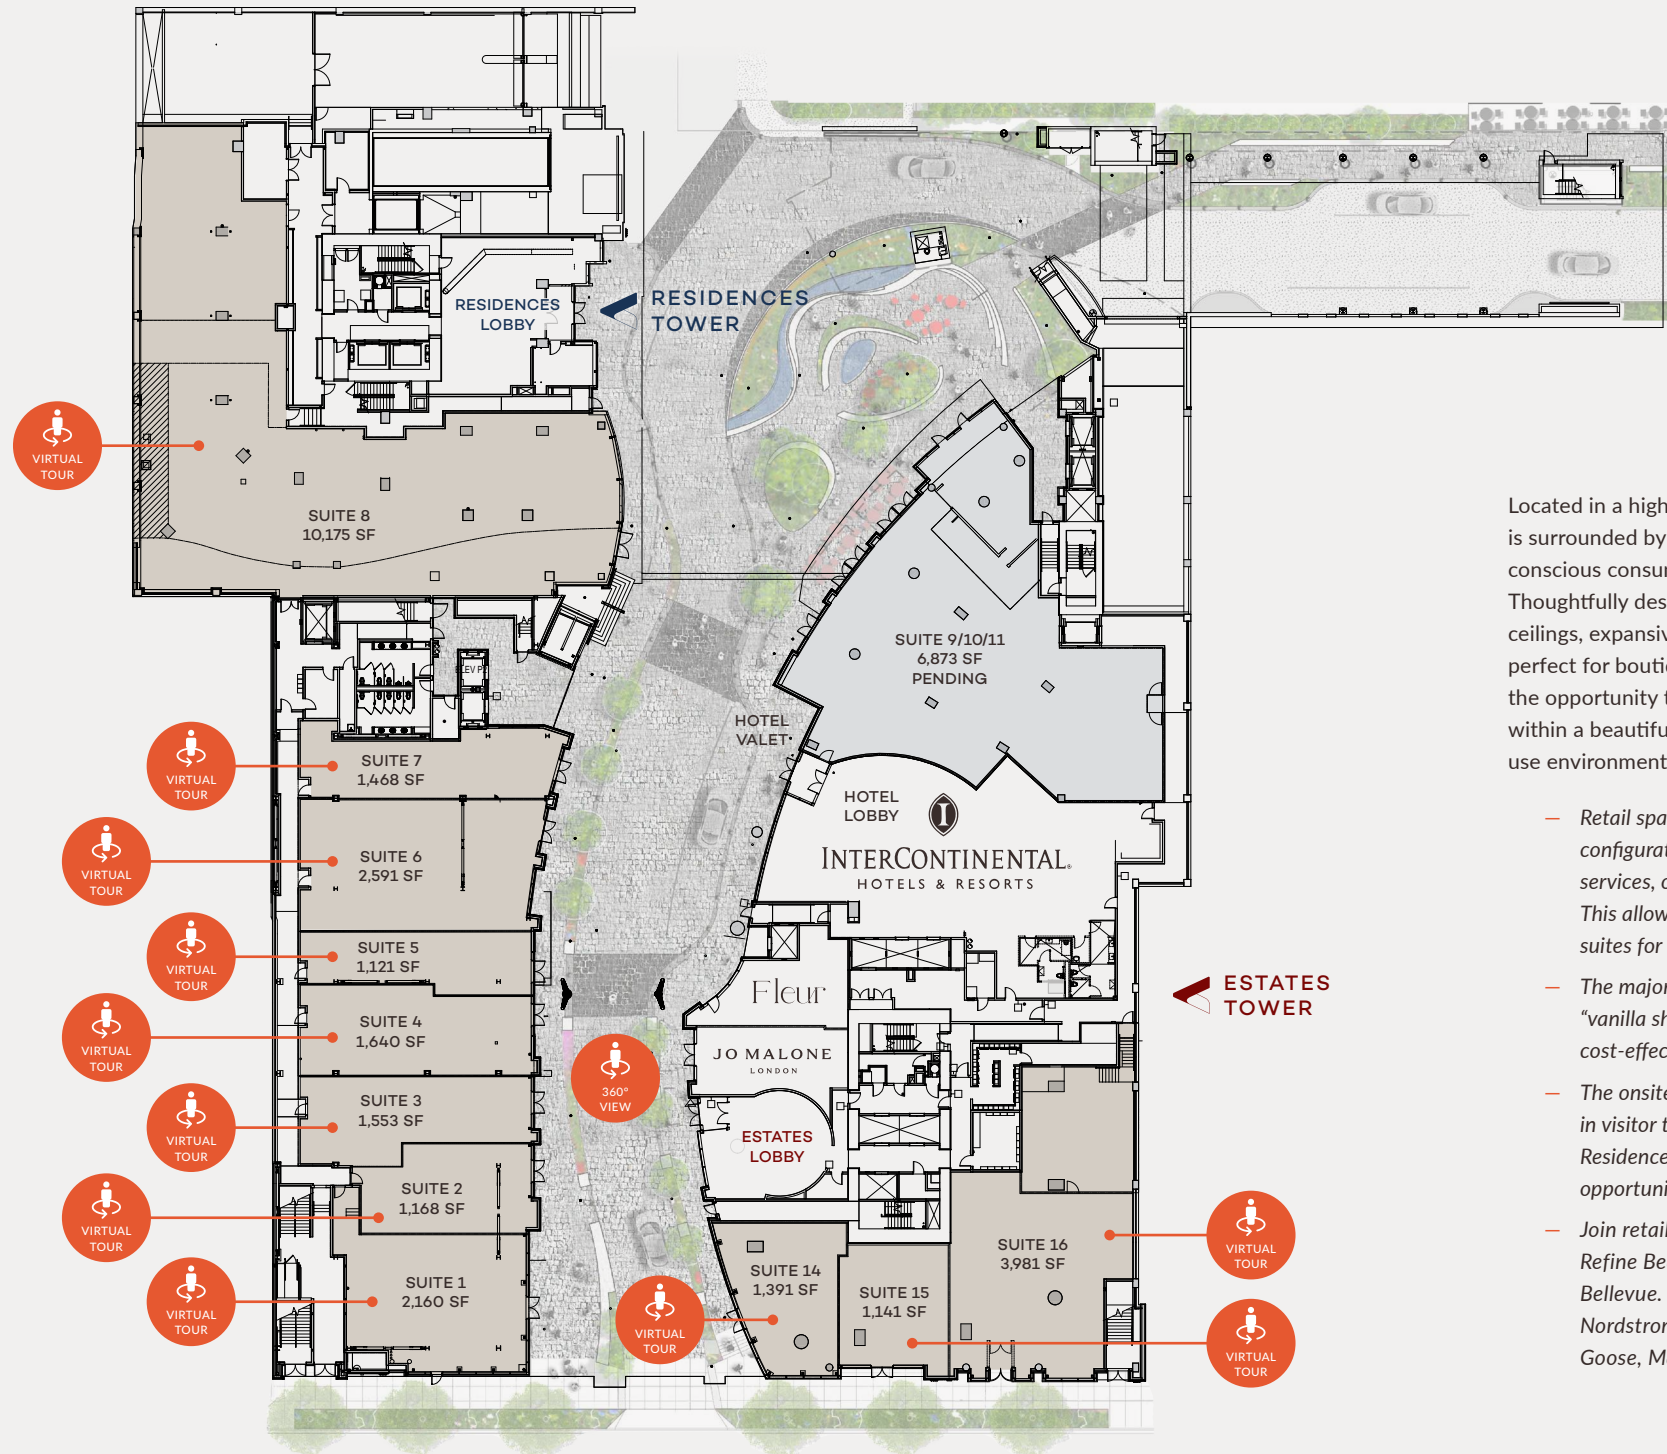 RESIDENCES
LOBBY
RESIDENCES
TOWER
VIRTUAL
TOUR
SUITE 8
10,175 SF
SUITE 9/10/11
6,873 SF
PENDING
HOTEL
VALET
SUITE 7
1,468 SF
VIRTUAL
TOUR
HOTEL
LOBBY
I
INTERCONTINENTAL
HOTELS & RESORTS
SUITE 6
2,591 SF
VIRTUAL
TOUR
SUITE 5
1,121 SF
VIRTUAL
TOUR
Fleur
ESTATES
TOWER
SUITE 4
1,640 SF
VIRTUAL
TOUR
JO MALONE
LONDON
360°
VIEW
SUITE 3
1,553 SF
VIRTUAL
TOUR
ESTATES
LOBBY
SUITE 2
1,168 SF
VIRTUAL
TOUR
SUITE 1
2,160 SF
VIRTUAL
TOUR
SUITE 14
1,391 SF
VIRTUAL
TOUR
SUITE 15
1,141 SF
VIRTUAL
TOUR
SUITE 16
3,981 SF
VIRTUAL
TOUR
Located in a high
is surrounded by
conscious consu
Thoughtfully des
ceilings, expansiv
perfect for bouti
the opportunity
within a beautifu
use environment
— Retail spa
configurat
services, c
This allow
suites for
— The major
“vanilla sh
cost-effec
— The onsite
in visitor t
Residence
opportuni
— Join retail
Refine Be
Bellevue.
Nordstror
Goose, M